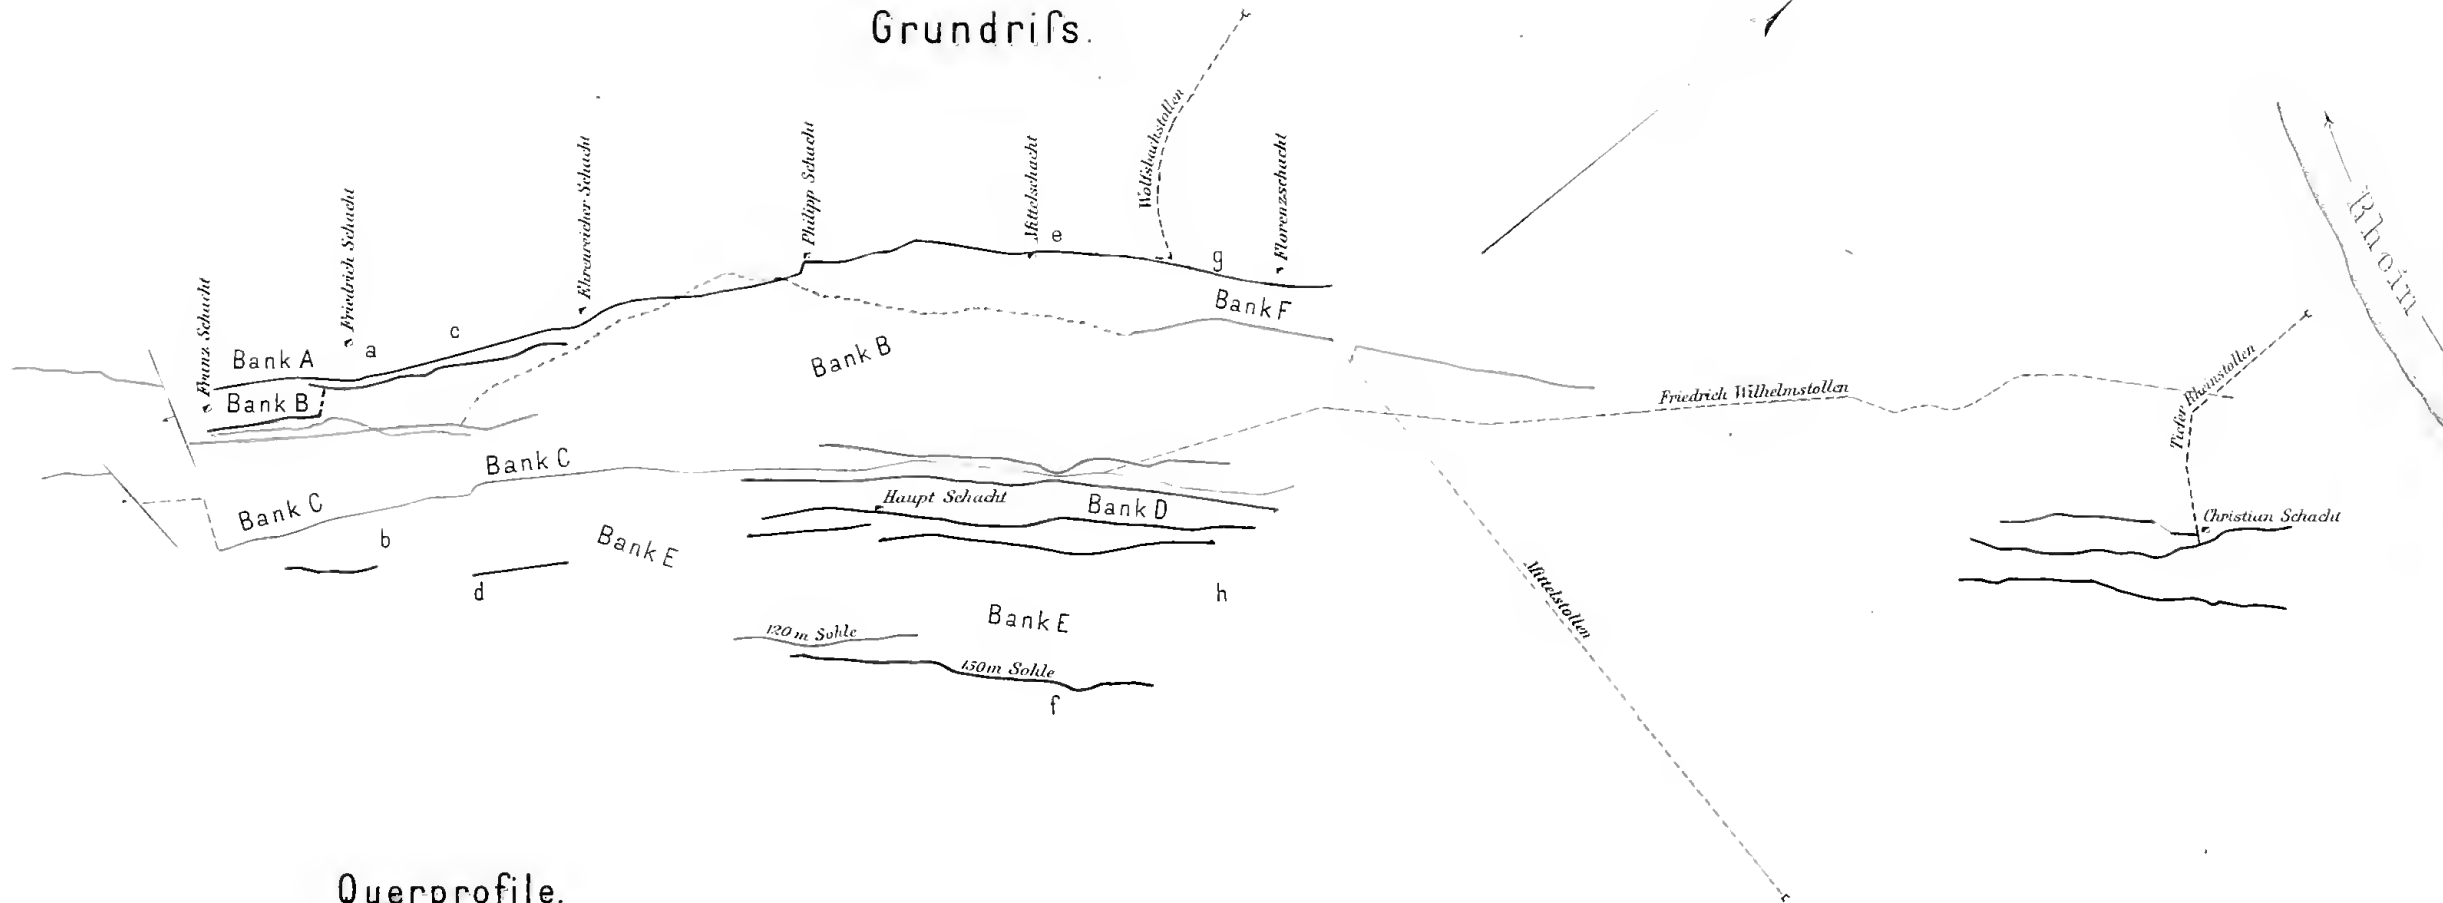 Grundriſs.
Franz Schacht
Friedrich Schacht
Ehrenreicher Schacht
Philipp Schacht
Mittelschacht
Wolfsbachstollen
Florenzschacht
Rhein
e
g
Bank F
c
a
Bank A
Bank B
Bank B
Friedrich Wilhelmstollen
Tiefer Rheinstollen
Bank C
Bank C
Haupt Schacht
Bank D
Christian Schacht
b
Bank E
d
h
Mittelstollen
Bank E
120 m Sohle
150 m Sohle
f
Querprofile.